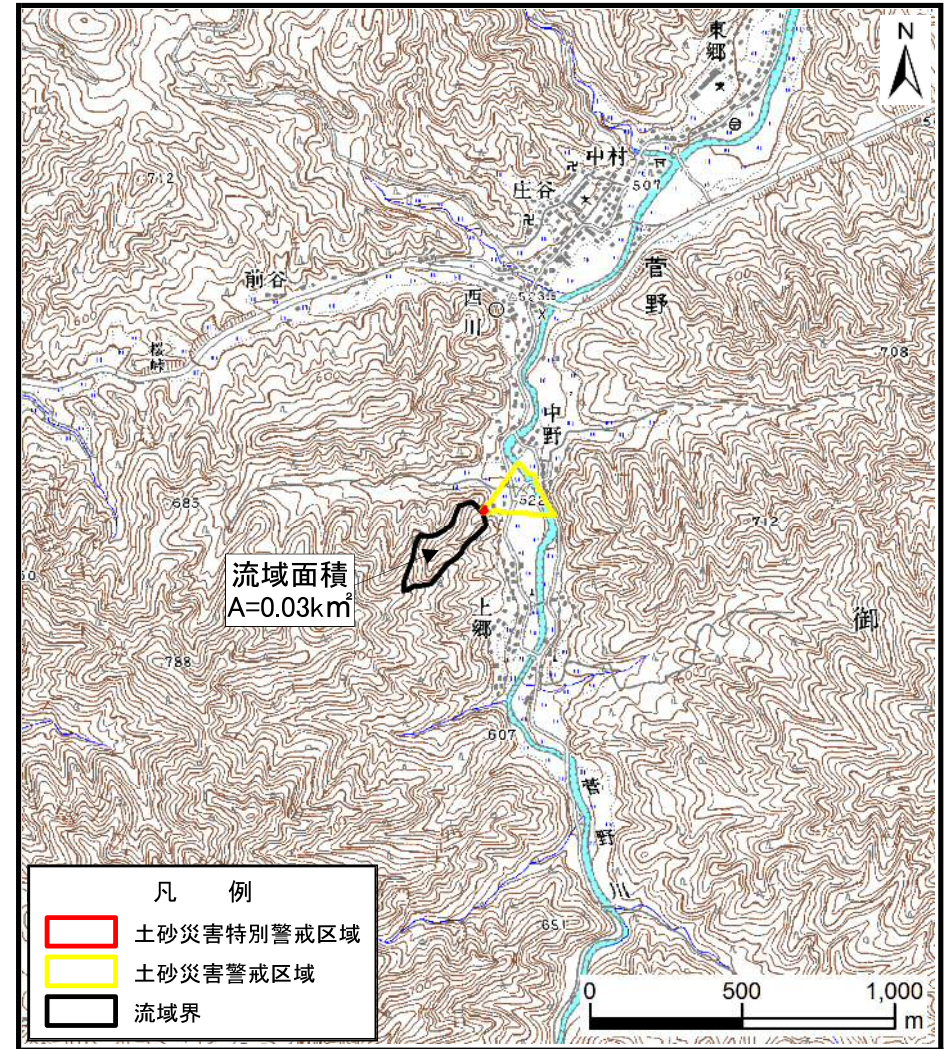 N
東郷
中村
507
庄谷
712
菅野
前谷
523.5
西川
桜峠
708
中野
685
522
712
流域面積
A=0.03km²
上郷
御
788
607
菅野川
651
凡 例
土砂災害特別警戒区域
土砂災害警戒区域
流域界
0 500 1,000
m